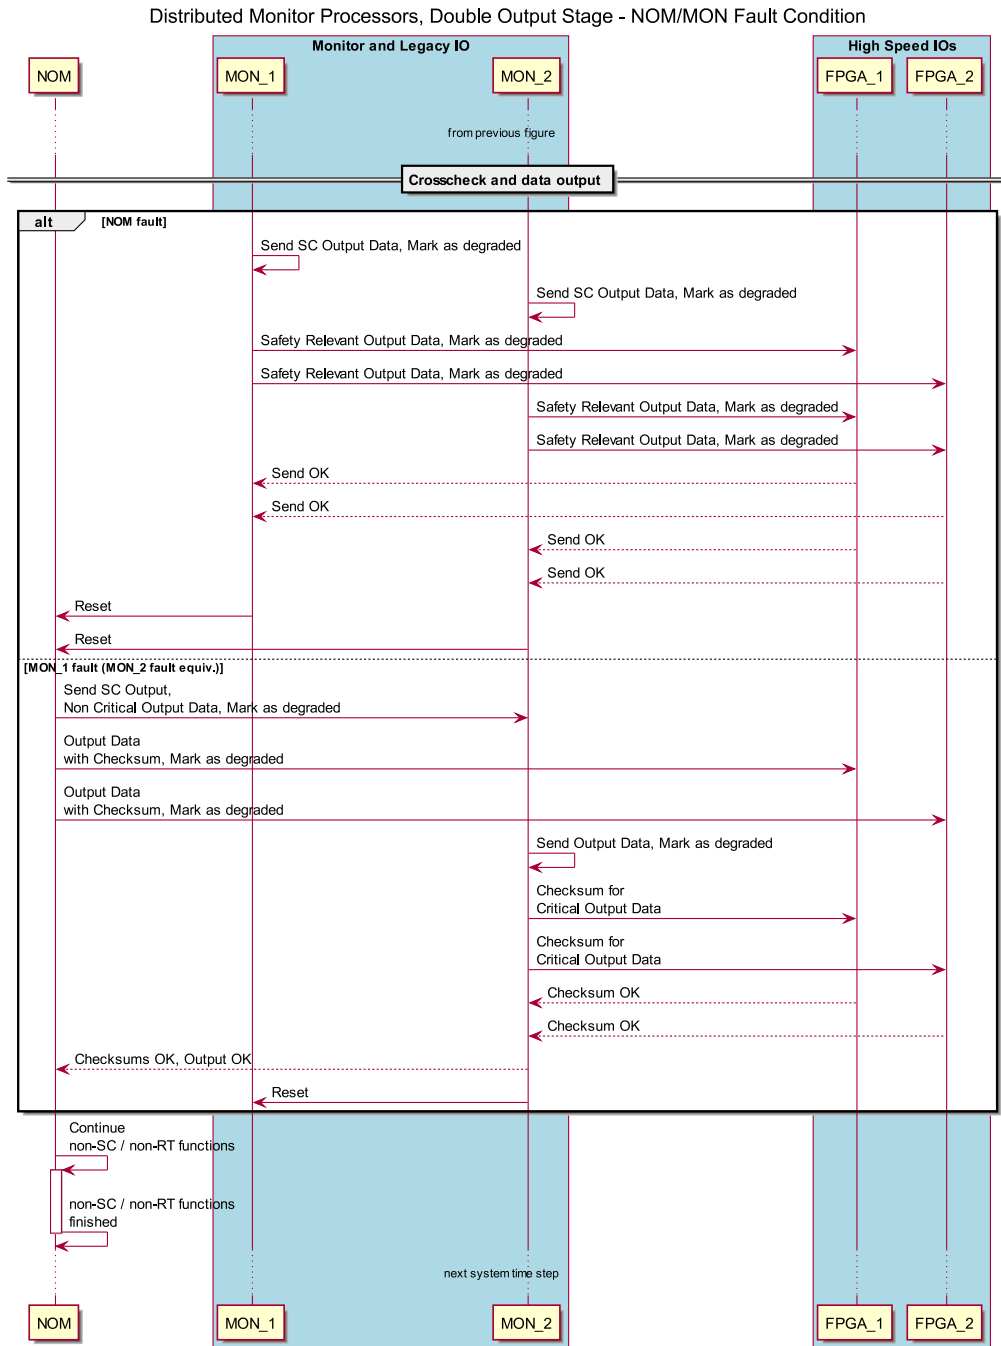 Distributed Monitor Processors, Double Output Stage - NOM/MON Fault Condition
Monitor and Legacy IO
High Speed IOs
NOM
MON_1
MON_2
FPGA_1
FPGA_2
from previous figure
Crosscheck and data output
alt
[NOM fault]
Send SC Output Data, Mark as degraded
Send SC Output Data, Mark as degraded
Safety Relevant Output Data, Mark as degraded
Safety Relevant Output Data, Mark as degraded
Safety Relevant Output Data, Mark as degraded
Safety Relevant Output Data, Mark as degraded
Send OK
Send OK
Send OK
Send OK
Reset
Reset
[MON_1 fault (MON_2 fault equiv.)]
Send SC Output,
Non Critical Output Data, Mark as degraded
Output Data
with Checksum, Mark as degraded
Output Data
with Checksum, Mark as degraded
Send Output Data, Mark as degraded
Checksum for
Critical Output Data
Checksum for
Critical Output Data
Checksum OK
Checksum OK
Checksums OK, Output OK
Reset
Continue
non-SC / non-RT functions
non-SC / non-RT functions
finished
next system time step
NOM
MON_1
MON_2
FPGA_1
FPGA_2